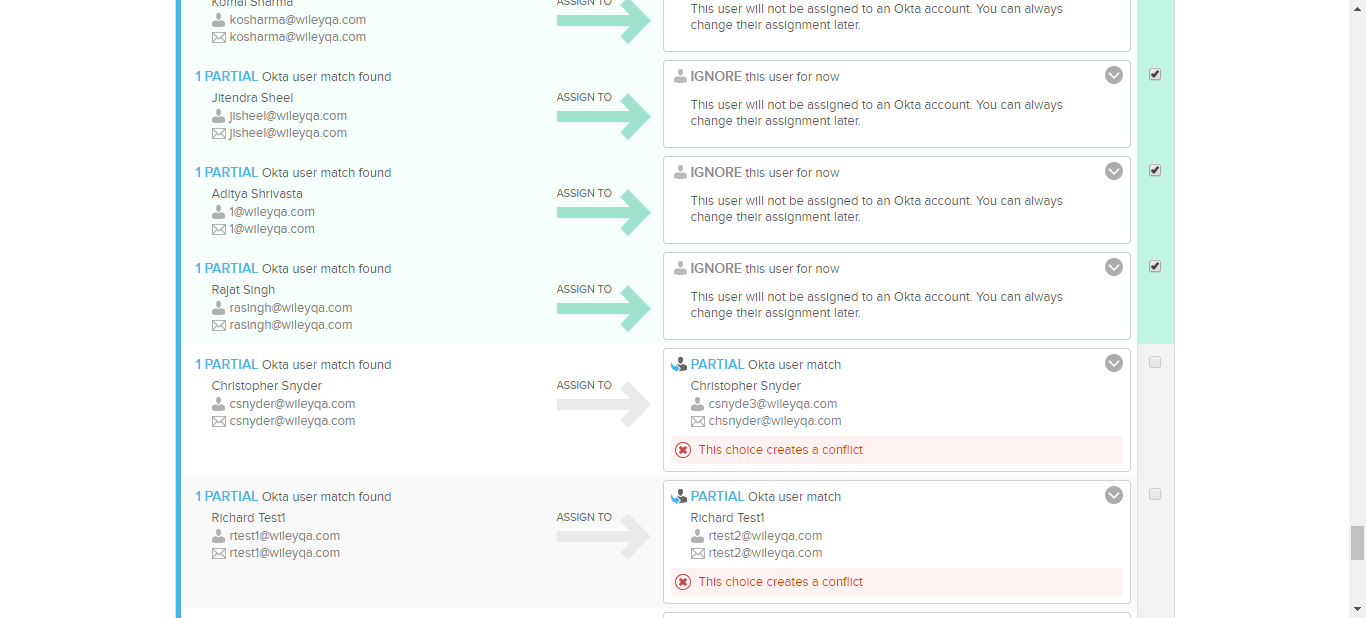 Komal Sharma
kosharma@wileyqa.com
kosharma@wileyqa.com
ASSIGN TO
This user will not be assigned to an Okta account. You can always
change their assignment later.
1 PARTIAL Okta user match found
Jitendra Sheel
jisheel@wileyqa.com
jisheel@wileyqa.com
ASSIGN TO
IGNORE this user for now
This user will not be assigned to an Okta account. You can always
change their assignment later.
1 PARTIAL Okta user match found
Aditya Shrivasta
1@wileyqa.com
1@wileyqa.com
ASSIGN TO
IGNORE this user for now
This user will not be assigned to an Okta account. You can always
change their assignment later.
1 PARTIAL Okta user match found
Rajat Singh
rasingh@wileyqa.com
rasingh@wileyqa.com
ASSIGN TO
IGNORE this user for now
This user will not be assigned to an Okta account. You can always
change their assignment later.
1 PARTIAL Okta user match found
Christopher Snyder
csnyder@wileyqa.com
csnyder@wileyqa.com
ASSIGN TO
PARTIAL Okta user match
Christopher Snyder
csnyde3@wileyqa.com
chsnyder@wileyqa.com
This choice creates a conflict
1 PARTIAL Okta user match found
Richard Test1
rtest1@wileyqa.com
rtest1@wileyqa.com
ASSIGN TO
PARTIAL Okta user match
Richard Test1
rtest2@wileyqa.com
rtest2@wileyqa.com
This choice creates a conflict